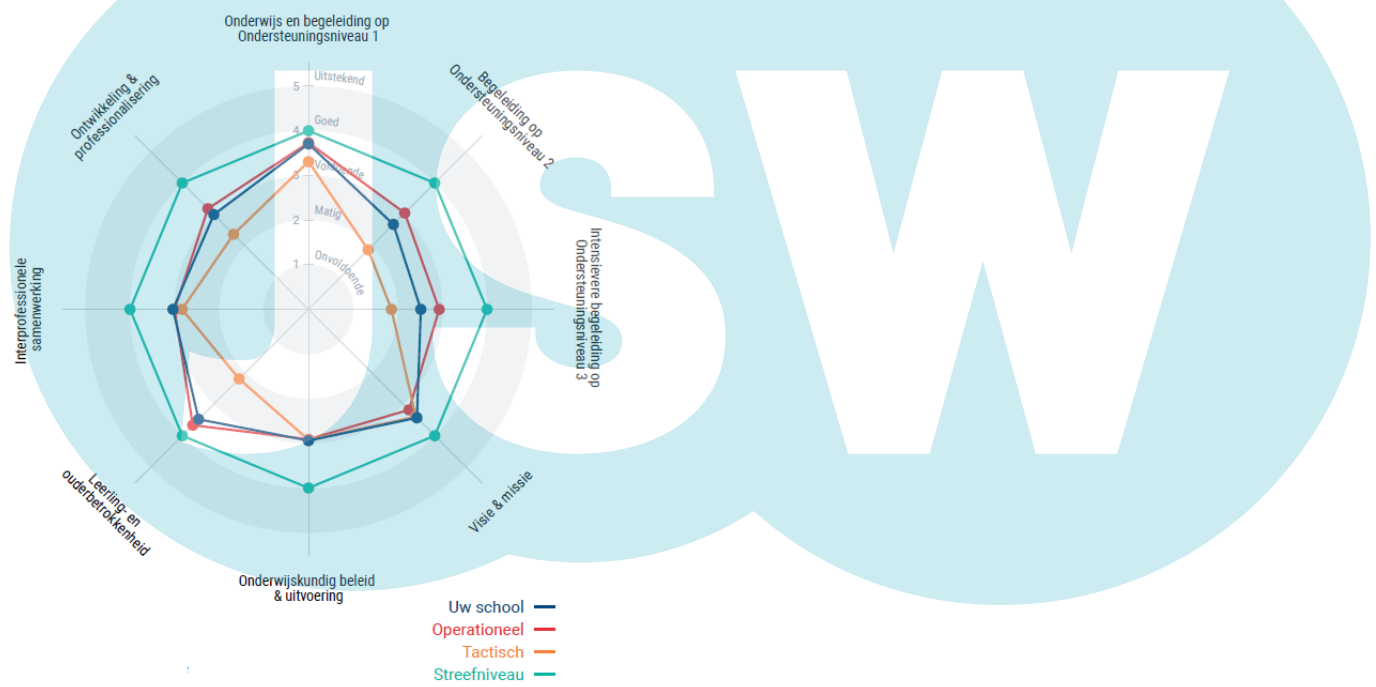 Onderwijs en begeleiding op
Ondersteuningsniveau 1
Begeleiding op
Ondersteuningsniveau 2
Intensievere begeleiding op
Ondersteuningsniveau 3
Visie & missie
Onderwijskundig beleid
& uitvoering
Leerling- en
ouderbetrokkenheid
Interprofessionele
samenwerking
Ontwikkeling &
professionalisering
Uitstekend
5
Goed
4
Voldoende
3
Matig
2
Onvoldoende
1
JSW
Uw school
Operationeel
Tactisch
Streefniveau